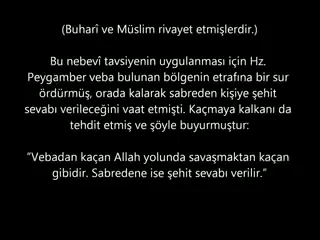 (Buharî ve Müslim rivayet etmişlerdir.)
Bu nebevî tavsiyenin uygulanması için Hz.
Peygamber veba bulunan bölgenin etrafına bir sur
ördürmüş, orada kalarak sabreden kişiye şehit
sevabı verileceğini vaat etmişti. Kaçmaya kalkanı da
tehdit etmiş ve şöyle buyurmuştur:
“Vebadan kaçan Allah yolunda savaşmaktan kaçan
gibidir. Sabredene ise şehit sevabı verilir.”